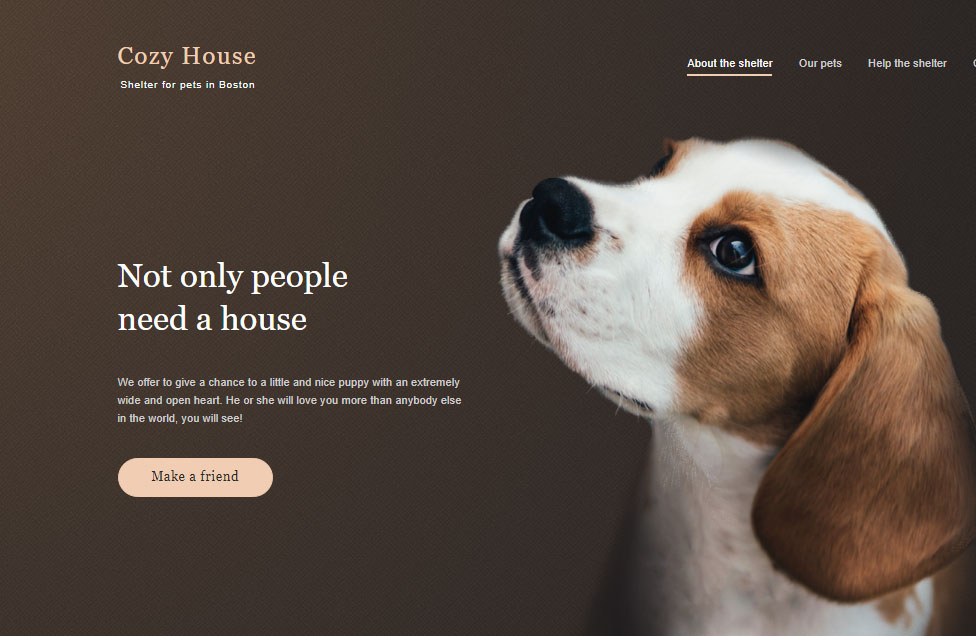 Cozy House
Shelter for pets in Boston
About the shelter
Our pets
Help the shelter
Not only people
need a house
We offer to give a chance to a little and nice puppy with an extremely
wide and open heart. He or she will love you more than anybody else
in the world, you will see!
Make a friend